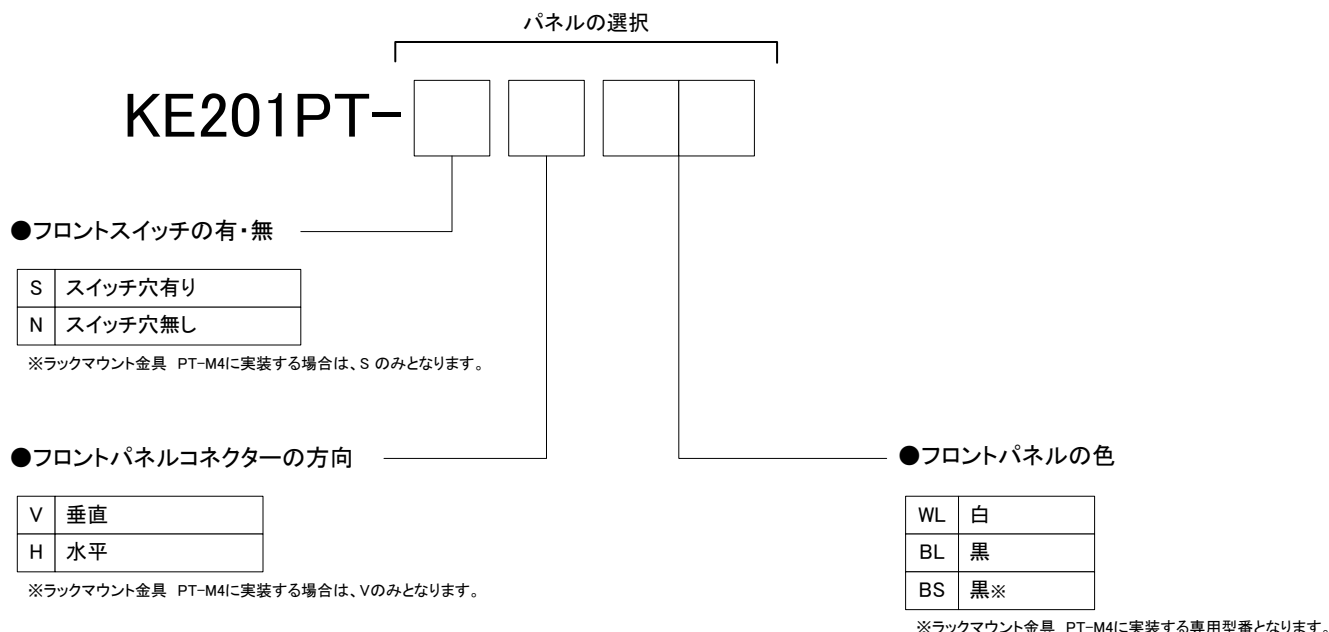 パネルの選択
KE201PT-
●フロントスイッチの有・無
S スイッチ穴有り
N スイッチ穴無し
※ラックマウント金具 PT-M4に実装する場合は、S のみとなります。
●フロントパネルコネクターの方向
V 垂直
H 水平
※ラックマウント金具 PT-M4に実装する場合は、Vのみとなります。
●フロントパネルの色
WL 白
BL 黒
BS 黒※
※ラックマウント金具 PT-M4に実装する専用型番となります。